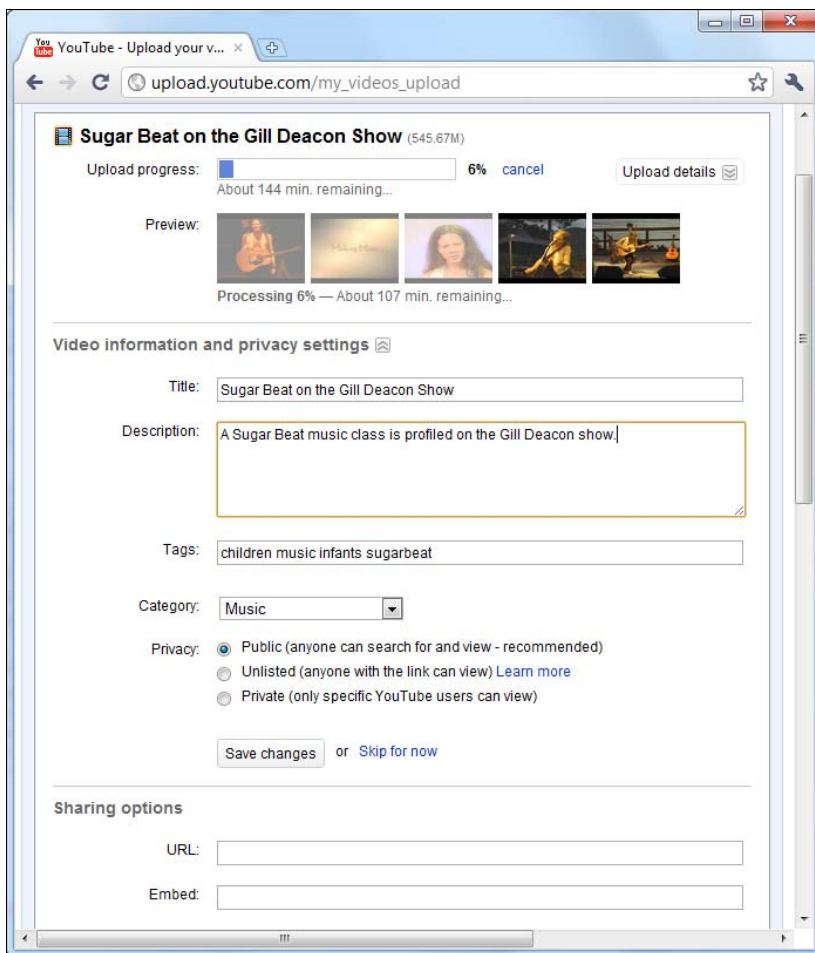 You Tube YouTube - Upload your v...
upload.youtube.com/my_videos_upload
Sugar Beat on the Gill Deacon Show (545.67M)
Upload progress: 6% cancel Upload details
About 144 min. remaining...
Preview:
Processing 6% — About 107 min. remaining...
Video information and privacy settings
Title: Sugar Beat on the Gill Deacon Show
Description: A Sugar Beat music class is profiled on the Gill Deacon show.
Tags: children music infants sugarbeat
Category: Music
Privacy: Public (anyone can search for and view - recommended)
Unlisted (anyone with the link can view) Learn more
Private (only specific YouTube users can view)
Save changes or Skip for now
Sharing options
URL:
Embed: